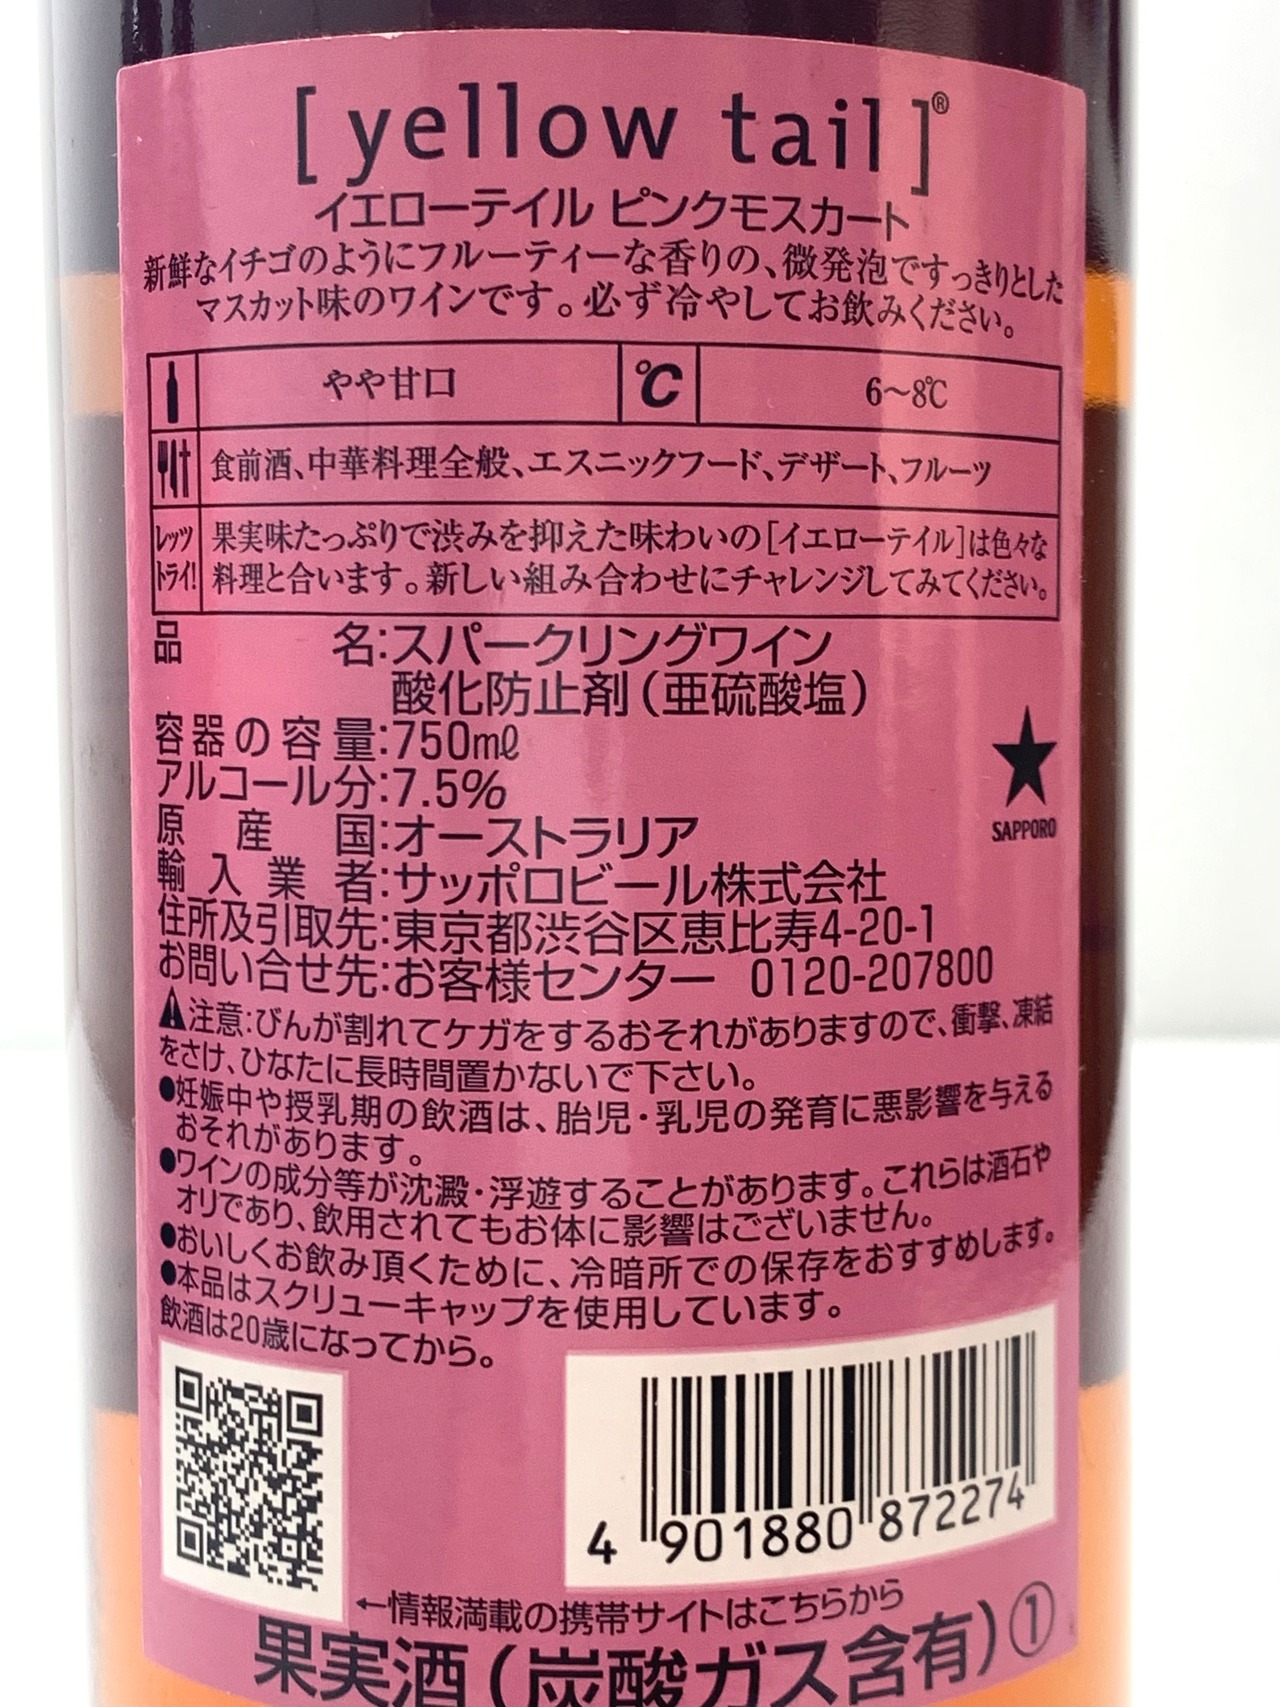 [ yellow tail ]®
イエローテイル ピンクモスカート
新鮮なイチゴのようにフルーティーな香りの、微発泡ですっきりとした
マスカット味のワインです。必ず冷やしてお飲みください。
やや甘口 ℃ 6～8℃
食前酒、中華料理全般、エスニックフード、デザート、フルーツ
レッツトライ!
果実味たっぷりで渋みを抑えた味わいの[イエローテイル]は色々な
料理と合います。新しい組み合わせにチャレンジしてみてください。
品名:スパークリングワイン
酸化防止剤(亜硫酸塩)
容器の容量:750mℓ
アルコール分:7.5%
原産国:オーストラリア
輸入業者:サッポロビール株式会社
住所及引取先:東京都渋谷区恵比寿4-20-1
お問い合せ先:お客様センター 0120-207800
SAPPORO
⚠注意:びんが割れてケガをするおそれがありますので、衝撃、凍結
をさけ、ひなたに長時間置かないで下さい。
●妊娠中や授乳期の飲酒は、胎児・乳児の発育に悪影響を与える
おそれがあります。
●ワインの成分等が沈澱・浮遊することがあります。これらは酒石や
オリであり、飲用されてもお体に影響はございません。
●おいしくお飲み頂くために、冷暗所での保存をおすすめします。
●本品はスクリューキャップを使用しています。
飲酒は20歳になってから。
4 901880 872274
←情報満載の携帯サイトはこちらから
果実酒(炭酸ガス含有)①